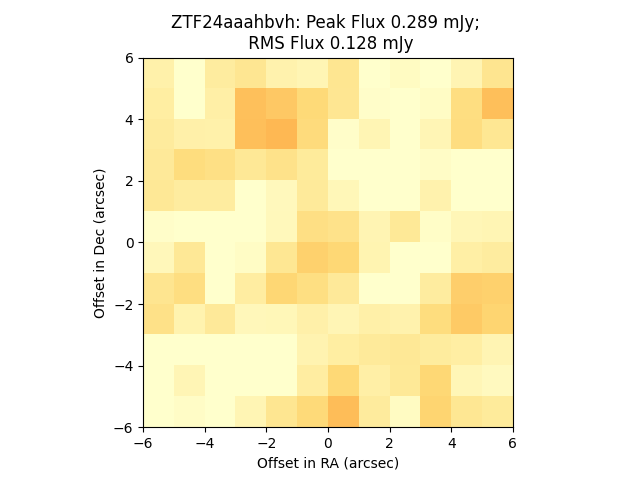 ZTF24aaahbvh: Peak Flux 0.289 mJy;
RMS Flux 0.128 mJy
6
4
2
0
−2
−4
−6
Offset in Dec (arcsec)
−6 −4 −2 0 2 4 6
Offset in RA (arcsec)